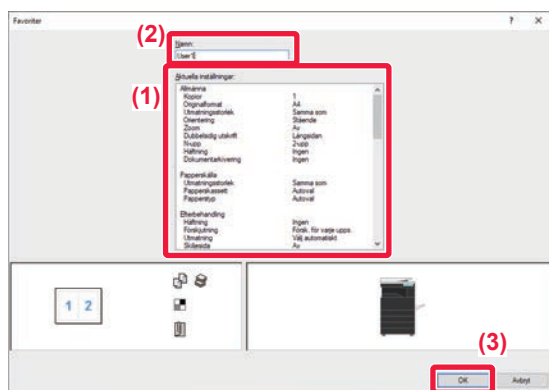 Favoriter ? X
(2)
Namn:
User1
(1)
Aktuella inställningar:
Allmänna
Kopior 1
Originalformat A4
Utmatningsstorlek Samma som
Orientering Stående
Zoom Av
Dubbelsidig utskrift Långsidan
N-upp 2-upp
Häftning Ingen
Dokumentarkivering Ingen
Papperskälla
Utmatningsstorlek Samma som
Papperskassett Autoval
Papperstyp Autoval
Efterbehandling
Häftning Ingen
Förskjutning Försk. för varje upps.
Utmatning Välj automatiskt
Skiljesida Av
1 2
(3)
OK Avbryt